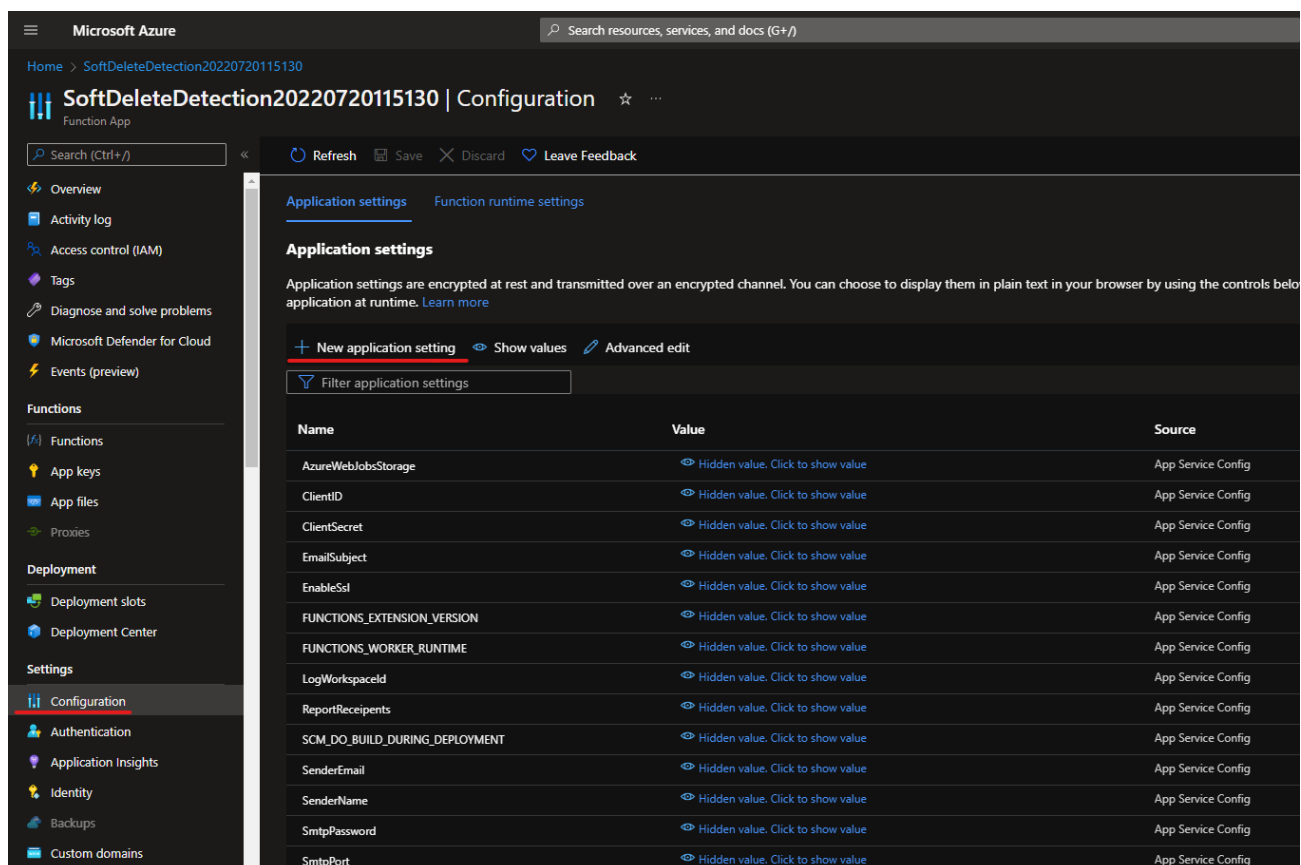 Microsoft Azure
Search resources, services, and docs (G+/)
Home > SoftDeleteDetection20220720115130
SoftDeleteDetection20220720115130 | Configuration
Function App
Search (Ctrl+/)
Refresh Save Discard Leave Feedback
Overview
Activity log
Access control (IAM)
Tags
Diagnose and solve problems
Microsoft Defender for Cloud
Events (preview)
Functions
Functions
App keys
App files
Proxies
Deployment
Deployment slots
Deployment Center
Settings
Configuration
Authentication
Application Insights
Identity
Backups
Custom domains
Application settings Function runtime settings
Application settings
Application settings are encrypted at rest and transmitted over an encrypted channel. You can choose to display them in plain text in your browser by using the controls belo
application at runtime. Learn more
New application setting Show values Advanced edit
Filter application settings
Name Value Source
AzureWebJobsStorage Hidden value. Click to show value App Service Config
ClientID Hidden value. Click to show value App Service Config
ClientSecret Hidden value. Click to show value App Service Config
EmailSubject Hidden value. Click to show value App Service Config
EnableSsl Hidden value. Click to show value App Service Config
FUNCTIONS_EXTENSION_VERSION Hidden value. Click to show value App Service Config
FUNCTIONS_WORKER_RUNTIME Hidden value. Click to show value App Service Config
LogWorkspaceId Hidden value. Click to show value App Service Config
ReportReceipents Hidden value. Click to show value App Service Config
SCM_DO_BUILD_DURING_DEPLOYMENT Hidden value. Click to show value App Service Config
SenderEmail Hidden value. Click to show value App Service Config
SenderName Hidden value. Click to show value App Service Config
SmtpPassword Hidden value. Click to show value App Service Config
SmtpPort Hidden value. Click to show value App Service Config